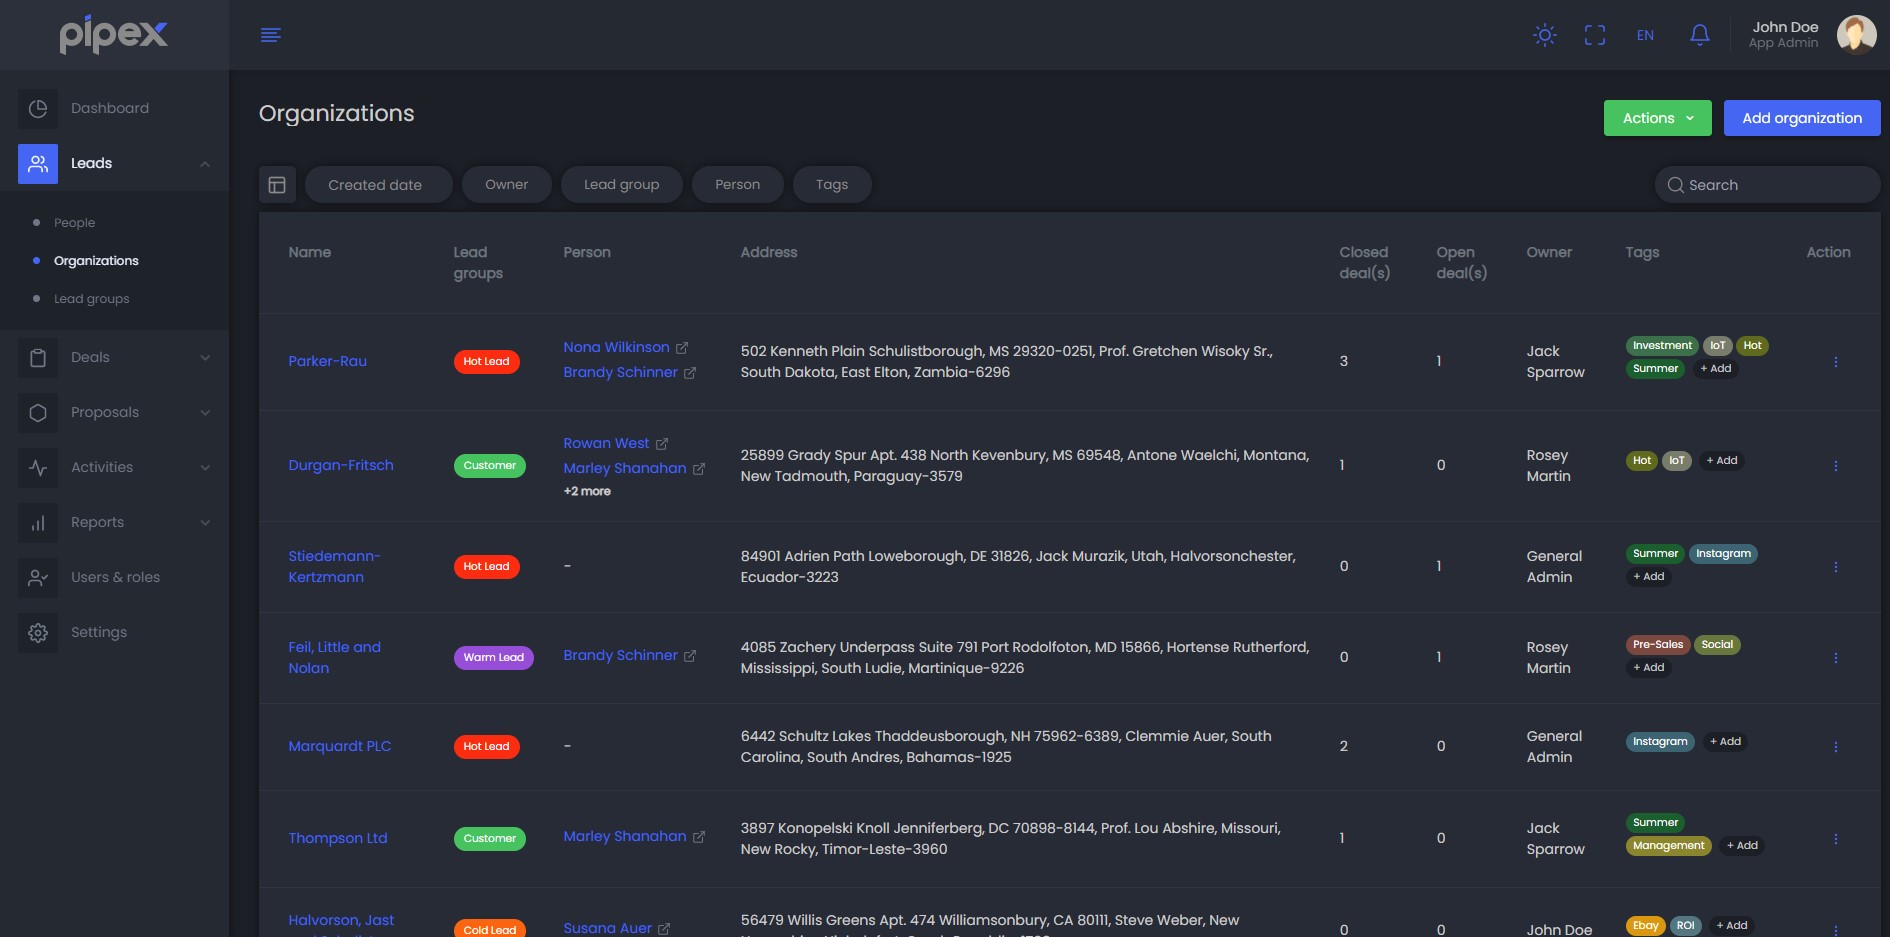 pipex
EN
John Doe
App Admin
Dashboard
Leads
People
Organizations
Lead groups
Deals
Proposals
Activities
Reports
Users & roles
Settings
Organizations
Actions
Add organization
Created date
Owner
Lead group
Person
Tags
Search
Name
Lead
groups
Person
Address
Closed
deal(s)
Open
deal(s)
Owner
Tags
Action
Parker-Rau
Hot Lead
Nona Wilkinson
Brandy Schinner
502 Kenneth Plain Schulistborough, MS 29320-0251, Prof. Gretchen Wisoky Sr.,
South Dakota, East Elton, Zambia-6296
3
1
Jack
Sparrow
Investment IoT Hot
Summer + Add
Durgan-Fritsch
Customer
Rowan West
Marley Shanahan
+2 more
25899 Grady Spur Apt. 438 North Kevenbury, MS 69548, Antone Waelchi, Montana,
New Tadmouth, Paraguay-3579
1
0
Rosey
Martin
Hot IoT + Add
Stiedemann-
Kertzmann
Hot Lead
-
84901 Adrien Path Loweborough, DE 31826, Jack Murazik, Utah, Halvorsonchester,
Ecuador-3223
0
1
General
Admin
Summer Instagram
+ Add
Feil, Little and
Nolan
Warm Lead
Brandy Schinner
4085 Zachery Underpass Suite 791 Port Rodolfoton, MD 15866, Hortense Rutherford,
Mississippi, South Ludie, Martinique-9226
0
1
Rosey
Martin
Pre-Sales Social
+ Add
Marquardt PLC
Hot Lead
-
6442 Schultz Lakes Thaddeusborough, NH 75962-6389, Clemmie Auer, South
Carolina, South Andres, Bahamas-1925
2
0
General
Admin
Instagram + Add
Thompson Ltd
Customer
Marley Shanahan
3897 Konopelski Knoll Jenniferberg, DC 70898-8144, Prof. Lou Abshire, Missouri,
New Rocky, Timor-Leste-3960
1
0
Jack
Sparrow
Summer
Management + Add
Halvorson, Jast
Cold Lead
Susana Auer
56479 Willis Greens Apt. 474 Williamsonbury, CA 80111, Steve Weber, New
0
0
John Doe
Ebay ROI + Add